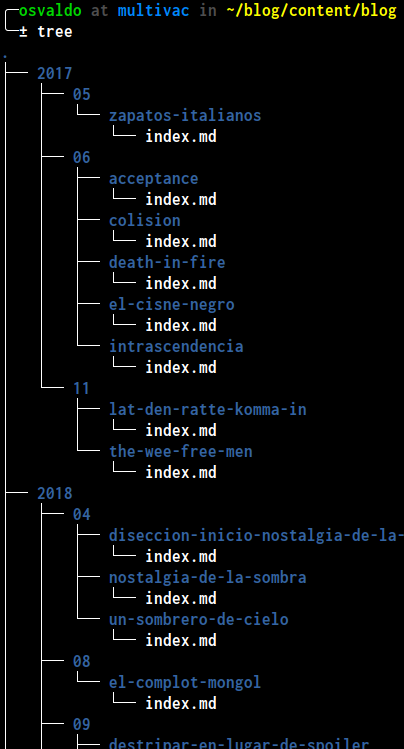 osvaldo at multivac in ~/blog/content/blog
± tree
.
├── 2017
│   ├── 05
│   │   └── zapatos-italianos
│   │       └── index.md
│   ├── 06
│   │   ├── acceptance
│   │   │   └── index.md
│   │   ├── colision
│   │   │   └── index.md
│   │   ├── death-in-fire
│   │   │   └── index.md
│   │   ├── el-cisne-negro
│   │   │   └── index.md
│   │   └── intrascendencia
│   │       └── index.md
│   └── 11
│       ├── lat-den-ratte-komma-in
│       │   └── index.md
│       └── the-wee-free-men
│           └── index.md
├── 2018
│   ├── 04
│   │   ├── diseccion-inicio-nostalgia-de-la-
│   │   │   └── index.md
│   │   ├── nostalgia-de-la-sombra
│   │   │   └── index.md
│   │   └── un-sombrero-de-cielo
│   │       └── index.md
│   ├── 08
│   │   └── el-complot-mongol
│   │       └── index.md
│   ├── 09
│   │   ├── destripar-en-lugar-de-spoiler